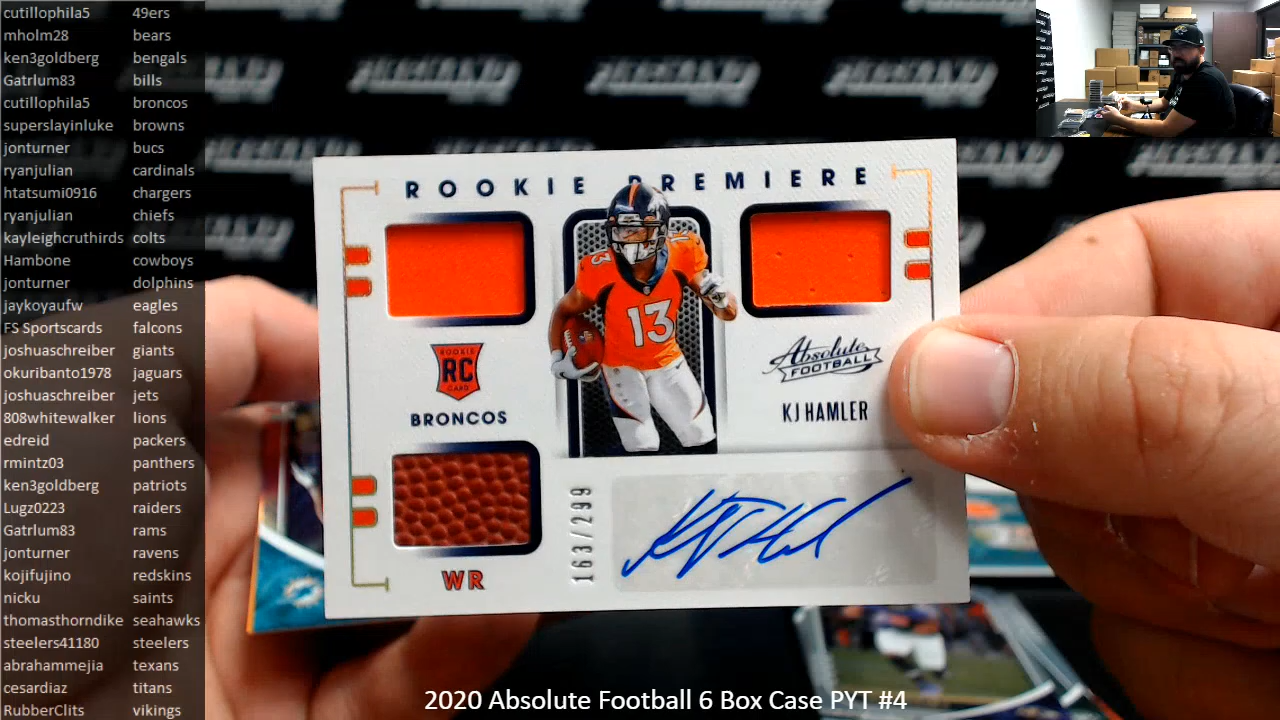 cutillophila5 49ers
mholm28 bears
ken3goldberg bengals
Gatrlum83 bills
cutillophila5 broncos
superslayinluke browns
jonturner bucs
ryanjulian cardinals
htatsumi0916 chargers
ryanjulian chiefs
kayleighcruthirds colts
Hambone cowboys
jonturner dolphins
jaykoyaufw eagles
FS Sportscards falcons
joshuaschreiber giants
okuribanto1978 jaguars
joshuaschreiber jets
808whitewalker lions
edreid packers
rmintz03 panthers
ken3goldberg patriots
Lugz0223 raiders
Gatrlum83 rams
jonturner ravens
kojifujino redskins
nicku saints
thomasthorndike seahawks
steelers41180 steelers
abrahammejia texans
cesardiaz titans
RubberClits vikings
ROOKIE PREMIERE
13
13
ROOKIE
RC
CARD
BRONCOS
Absolute
FOOTBALL
KJ HAMLER
163/299
WR
2020 Absolute Football 6 Box Case PYT #4